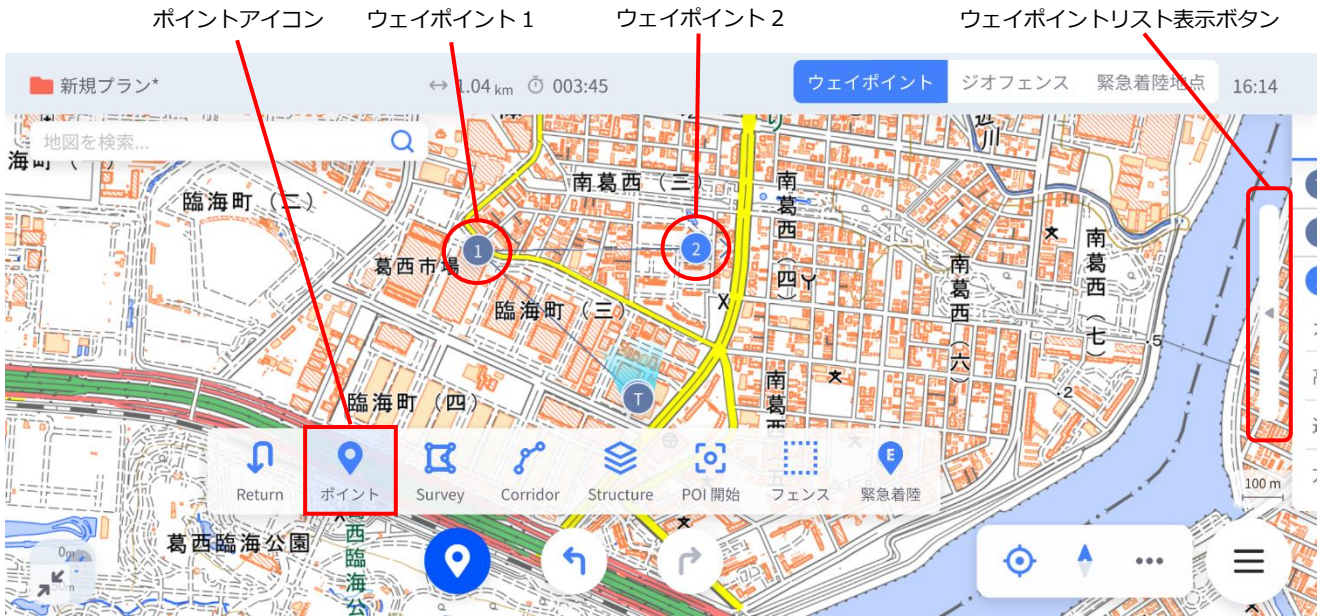 ポイントアイコン
ウェイポイント 1
ウェイポイント 2
ウェイポイントリスト表示ボタン
新規プラン*
1.04 km
003:45
ウェイポイント
ジオフェンス
緊急着陸地点
16:14
地図を検索...
海町
臨海町（二）
南葛西（三）
南葛西（四）
南葛西（六）
南葛西（七）
葛西市場
臨海町（三）
臨海町（四）
南葛西
五
1
2
T
5
2
Return
ポイント
Survey
Corridor
Structure
POI 開始
フェンス
E
緊急着陸
100 m
葛西臨海公園
西臨海公
0m